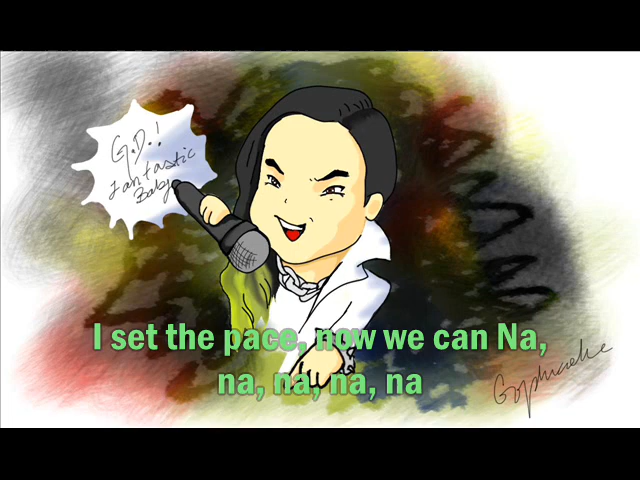 G.D.!
Fantastic
Baby
I set the pace, now we can Na,
na, na, na, na